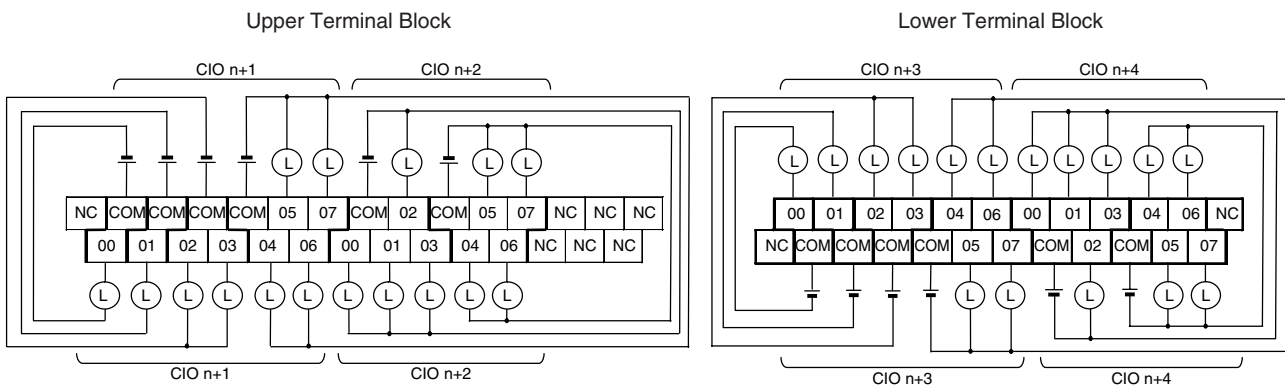 Upper Terminal Block
Lower Terminal Block
CIO n+1 CIO n+2
CIO n+3 CIO n+4
L L L L L
L L L L L L L L L L L
NC COM COM COM COM 05 07 COM 02 COM 05 07 NC NC NC
00 01 02 03 04 06 00 01 03 04 06 NC NC NC
00 01 02 03 04 06 00 01 03 04 06 NC
NC COM COM COM COM 05 07 COM 02 COM 05 07
L L L L L L L L L L L
L L L L L
CIO n+1 CIO n+2
CIO n+3 CIO n+4